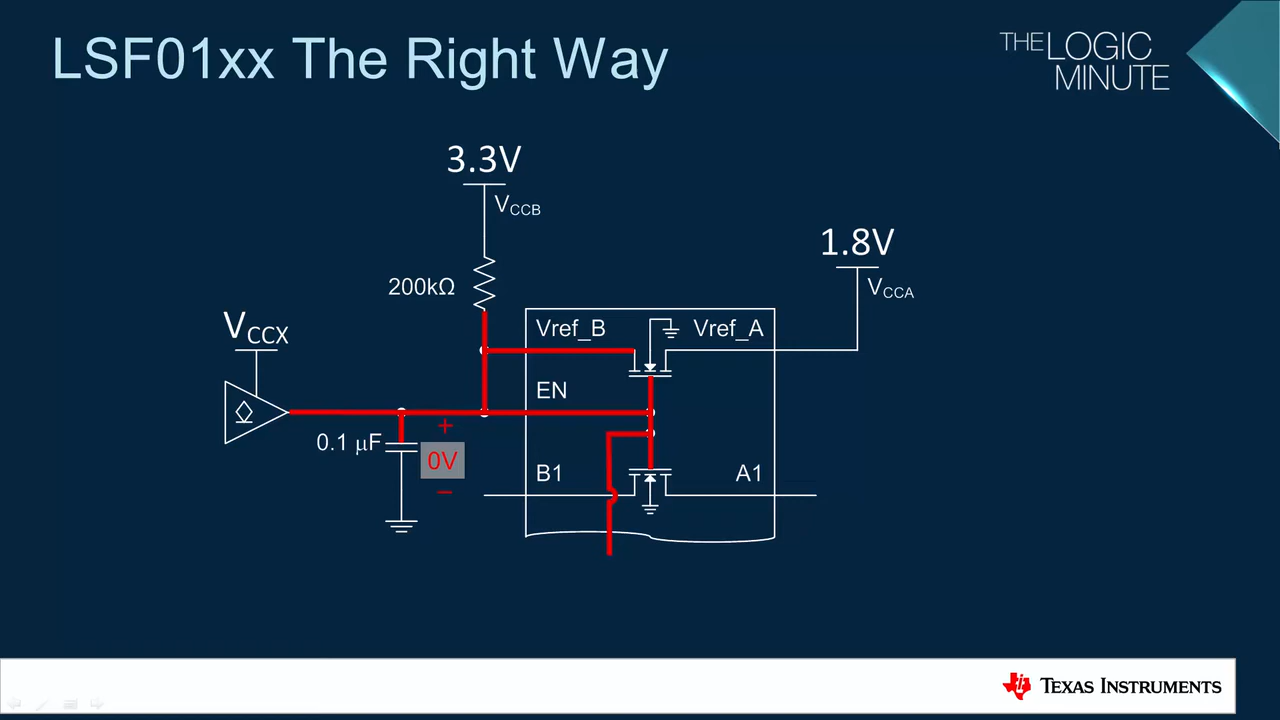 LSF01xx The Right Way
THE LOGIC
MINUTE
3.3V
VCCB
1.8V
VCCA
200kΩ
VCCX
Vref_B
Vref_A
EN
+
0.1 µF
0V
−
B1
A1
TEXAS INSTRUMENTS